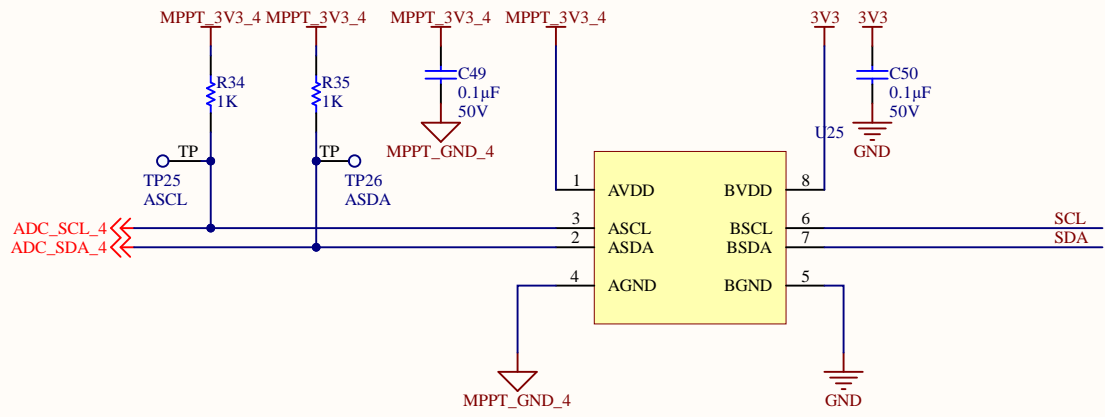 MPPT_3V3_4
MPPT_3V3_4
MPPT_3V3_4
MPPT_3V3_4
3V3
3V3
R34
1K
R35
1K
C49
0.1µF
50V
MPPT_GND_4
C50
0.1µF
50V
GND
U25
TP
TP25
ASCL
TP
TP26
ASDA
ADC_SCL_4
ADC_SDA_4
1
AVDD
BVDD
8
3
ASCL
BSCL
6
SCL
2
ASDA
BSDA
7
SDA
4
AGND
BGND
5
MPPT_GND_4
GND